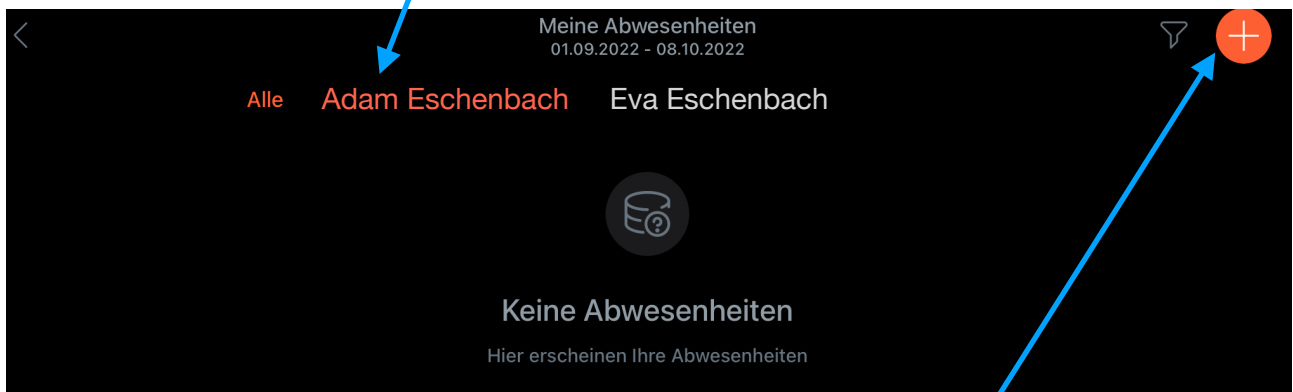 Meine Abwesenheiten
01.09.2022 - 08.10.2022
Alle Adam Eschenbach Eva Eschenbach
Keine Abwesenheiten
Hier erscheinen Ihre Abwesenheiten